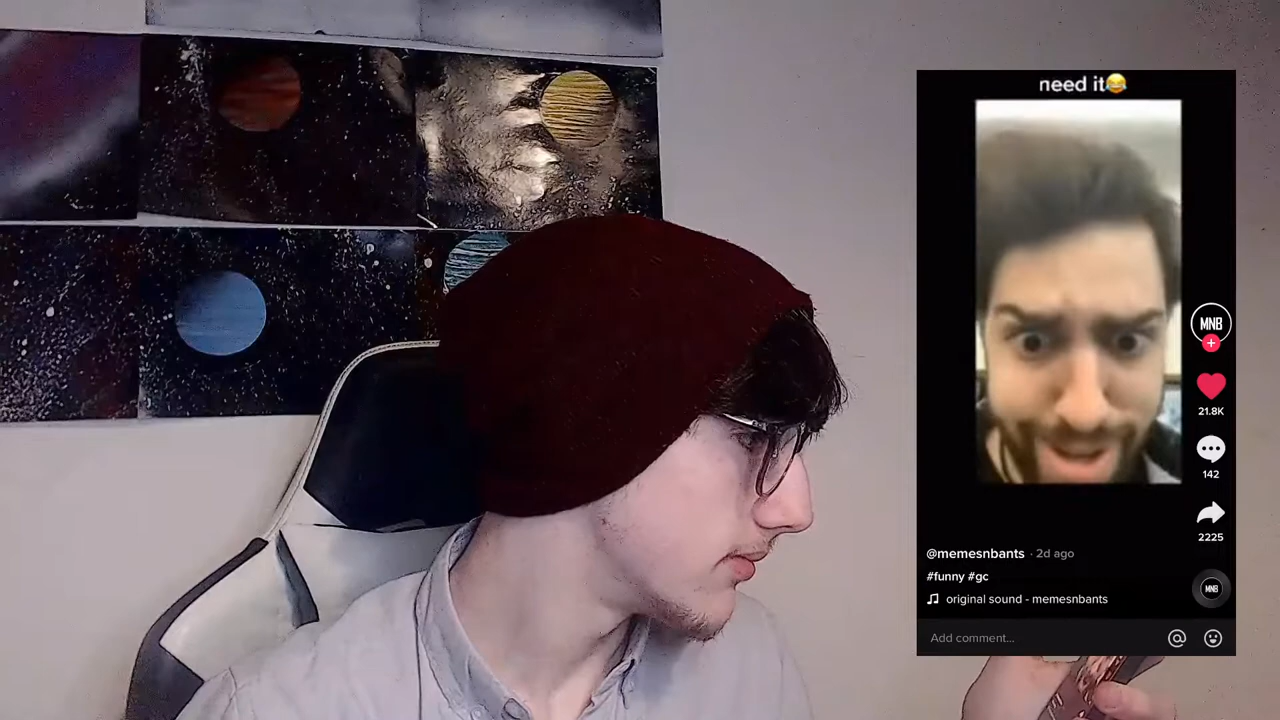 need it😂
MNB
21.8K
142
2225
@memesnbants · 2d ago
#funny #gc
original sound - memesnbants
MNB
Add comment...